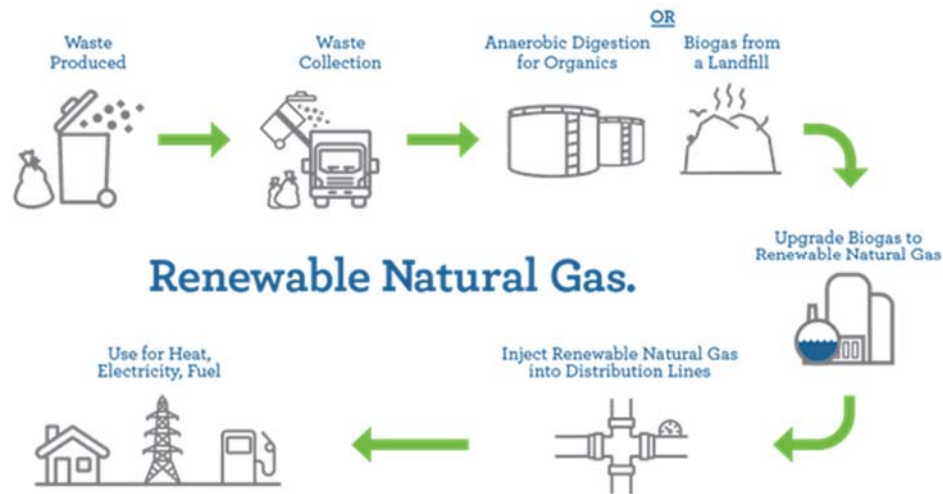 Waste
Produced
Waste
Collection
OR
Anaerobic Digestion
for Organics
Biogas from
a Landfill
Upgrade Biogas to
Renewable Natural Gas
Renewable Natural Gas.
Use for Heat,
Electricity, Fuel
Inject Renewable Natural Gas
into Distribution Lines